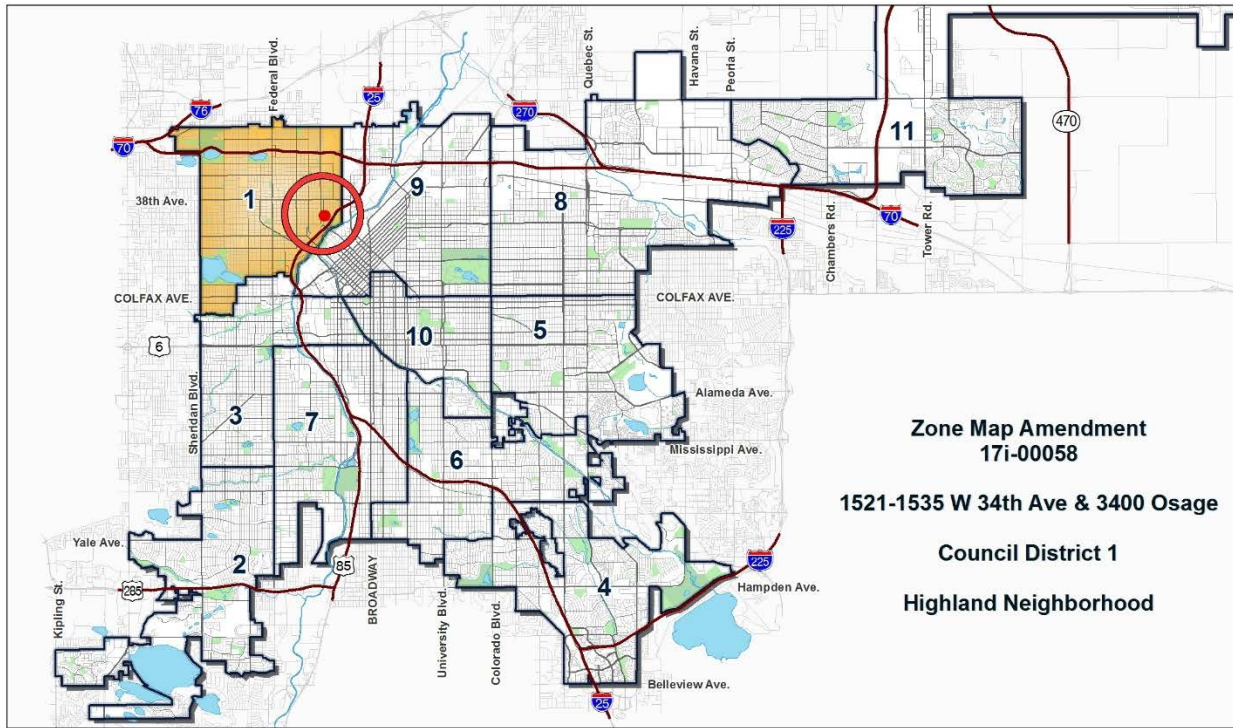 Federal Blvd.
Quebec St.
Havana St.
Peoria St.
76
25
270
70
11
470
9
1
8
38th Ave.
70
225
Chambers Rd.
Tower Rd.
COLFAX AVE.
COLFAX AVE.
10
5
6
Sheridan Blvd.
Alameda Ave.
3
7
Mississippi Ave.
6
Yale Ave.
2
85
BROADWAY
225
285
4
Hampden Ave.
Kipling St.
University Blvd.
Colorado Blvd.
Belleview Ave.
25
Zone Map Amendment
17i-00058
1521-1535 W 34th Ave & 3400 Osage
Council District 1
Highland Neighborhood